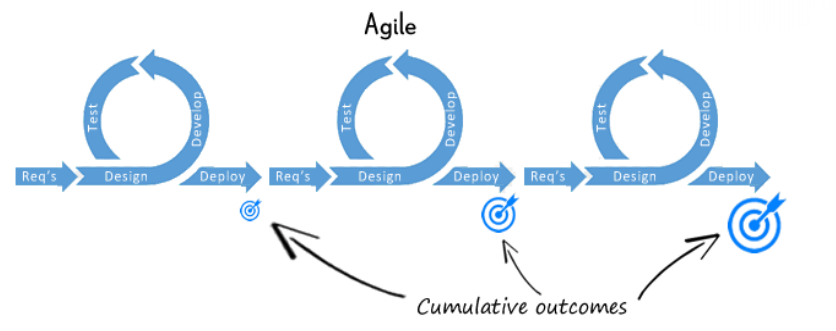 Agile
Test
Develop
Req's
Design
Deploy
Test
Develop
Req's
Design
Deploy
Test
Develop
Req's
Design
Deploy
Cumulative outcomes